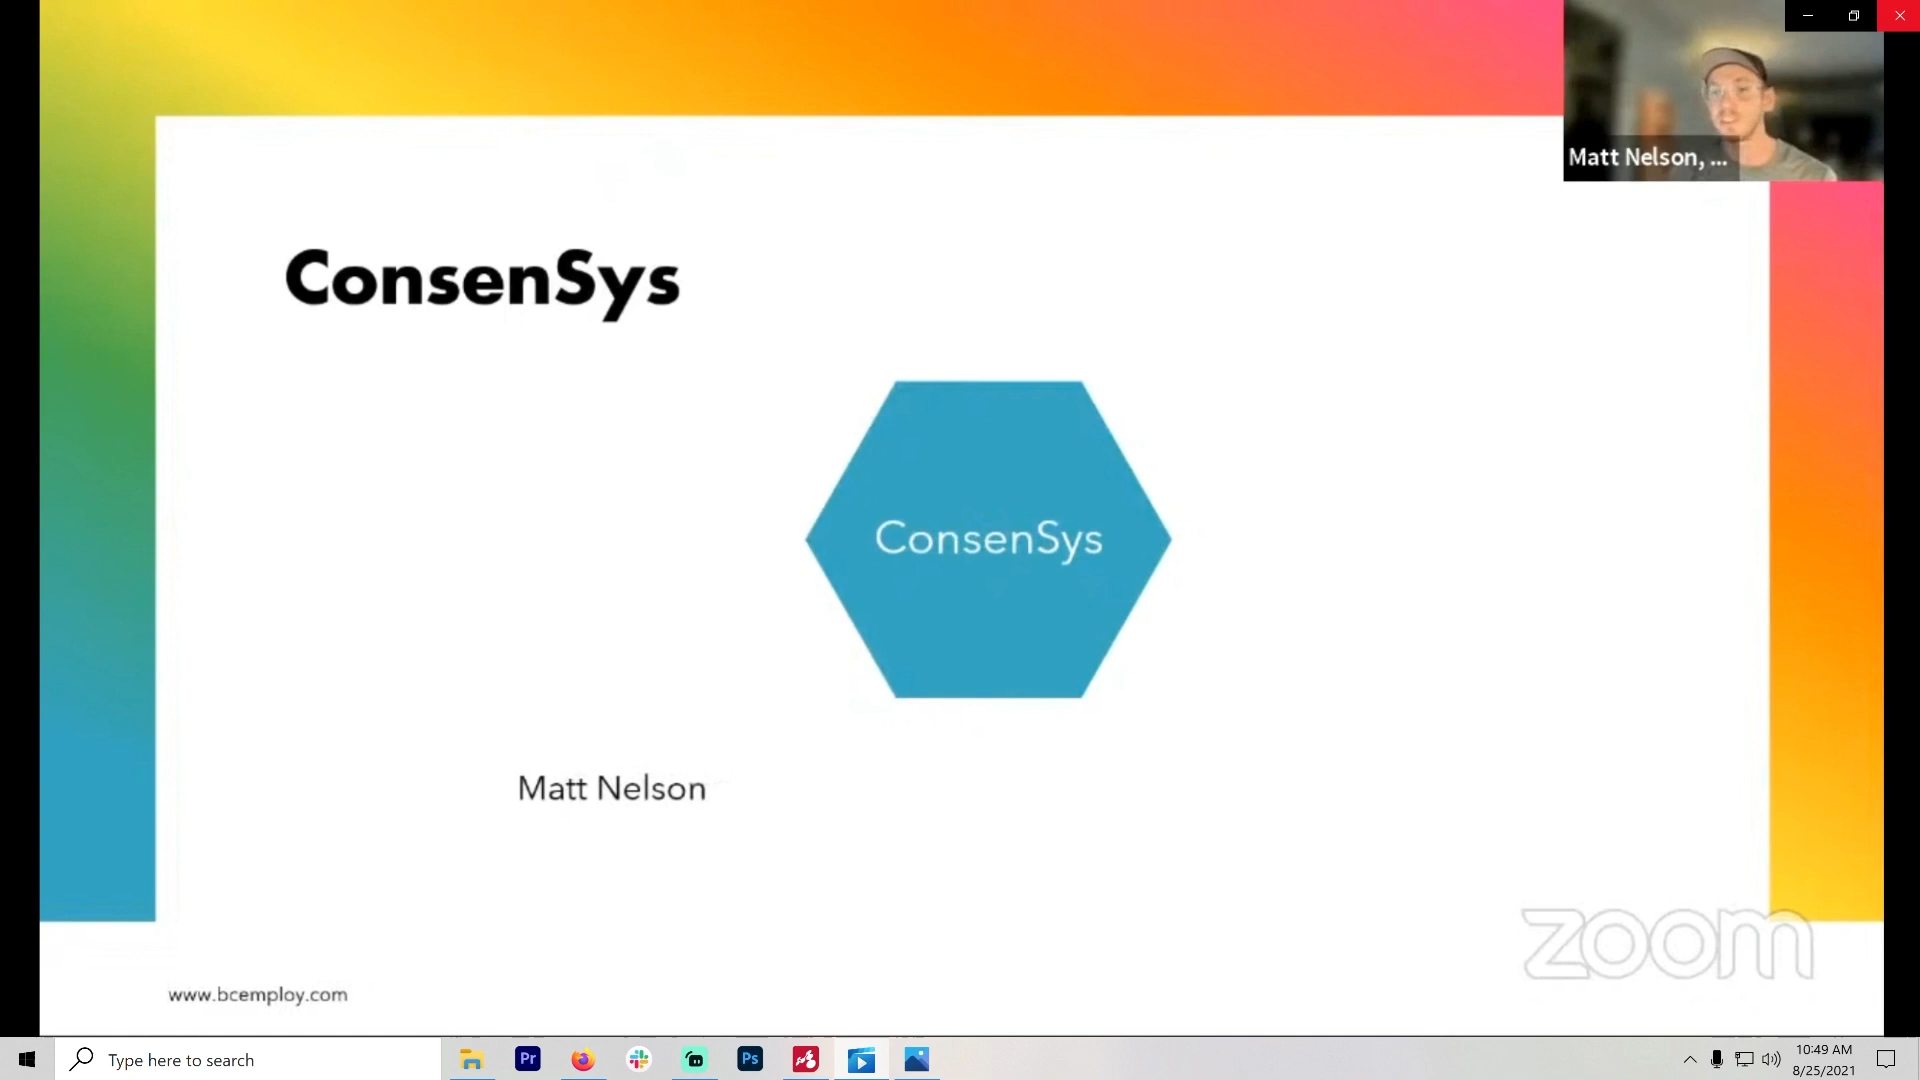 Matt Nelson, ...
ConsenSys
ConsenSys
Matt Nelson
zoom
www.bcemploy.com
Type here to search
Pr
Ps
10:49 AM
8/25/2021